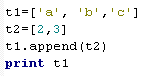 t1=['a', 'b','c']
t2=[2,3]
t1.append(t2)
print t1